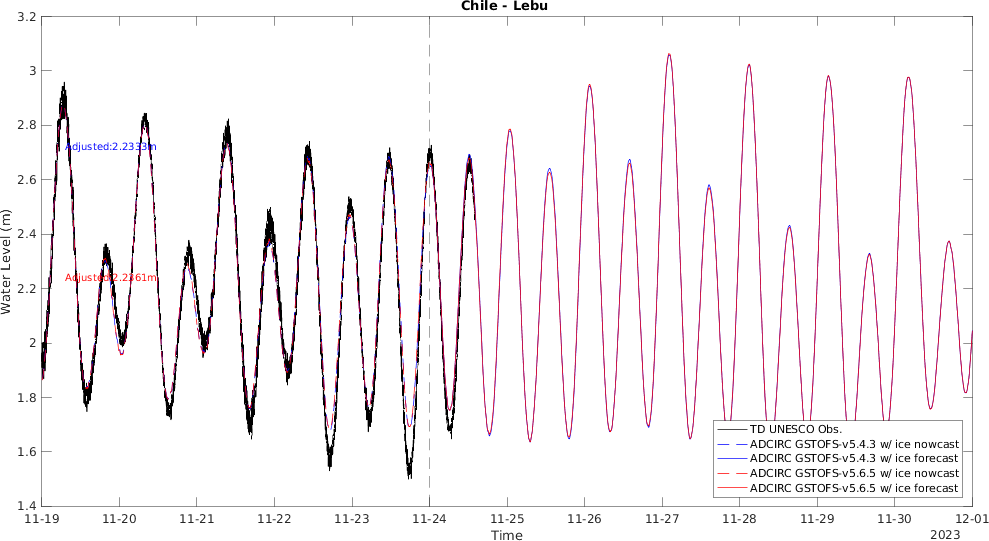 Chile - Lebu
3.2
3
2.8
2.6
2.4
2.2
2
1.8
1.6
1.4
Water Level (m)
Adjusted:2.2333m
Adjusted:2.2361m
TD UNESCO Obs.
ADCIRC GSTOFS-v5.4.3 w/ ice nowcast
ADCIRC GSTOFS-v5.4.3 w/ ice forecast
ADCIRC GSTOFS-v5.6.5 w/ ice nowcast
ADCIRC GSTOFS-v5.6.5 w/ ice forecast
11-19 11-20 11-21 11-22 11-23 11-24 11-25 11-26 11-27 11-28 11-29 11-30 12-01
Time
2023